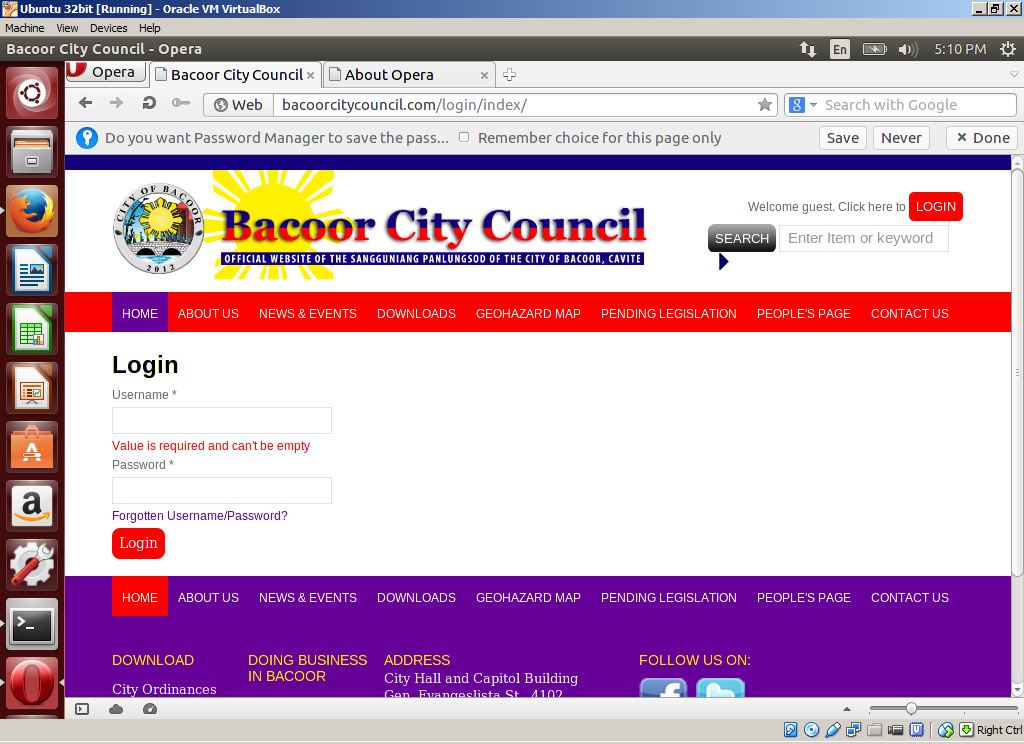 Ubuntu 32bit [Running] - Oracle VM VirtualBox
Machine View Devices Help
Bacoor City Council - Opera
En
5:10 PM
Opera
Bacoor City Council
About Opera
Web
bacoorcitycouncil.com/login/index/
8
Search with Google
Do you want Password Manager to save the pass...
Remember choice for this page only
Save
Never
Done
CITY OF BACOOR
2012
Bacoor City Council
OFFICIAL WEBSITE OF THE SANGGUNIANG PANLUNGSOD OF THE CITY OF BACOOR, CAVITE
Welcome guest. Click here to LOGIN
SEARCH
Enter Item or keyword
HOME ABOUT US NEWS & EVENTS DOWNLOADS GEOHAZARD MAP PENDING LEGISLATION PEOPLE'S PAGE CONTACT US
Login
Username *
Value is required and can't be empty
Password *
Forgotten Username/Password?
Login
HOME ABOUT US NEWS & EVENTS DOWNLOADS GEOHAZARD MAP PENDING LEGISLATION PEOPLE'S PAGE CONTACT US
DOWNLOAD
City Ordinances
DOING BUSINESS
IN BACOOR
ADDRESS
City Hall and Capitol Building
Gen. Evangeslista St., 4102
FOLLOW US ON:
Right Ctrl